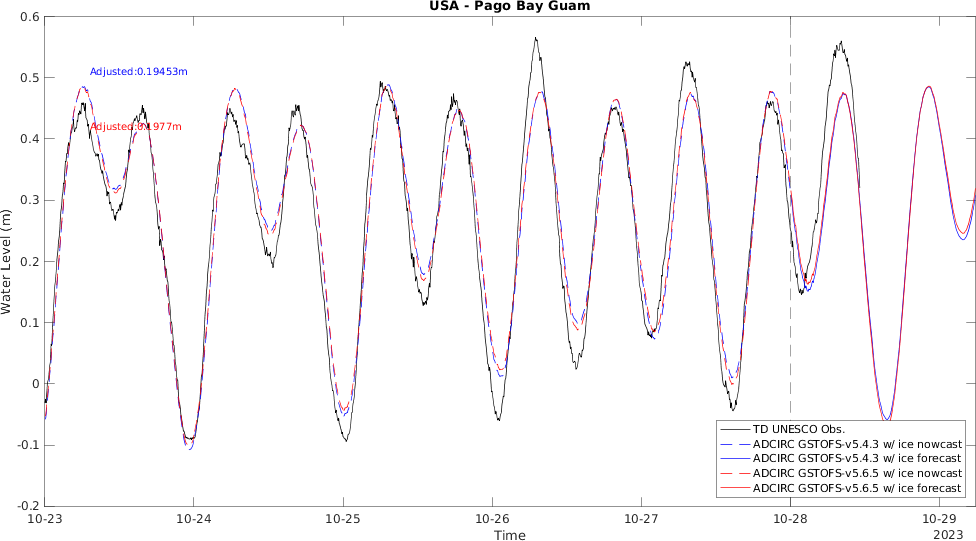 USA - Pago Bay Guam
0.6
0.5
0.4
0.3
0.2
0.1
0
-0.1
-0.2
Water Level (m)
Adjusted:0.19453m
Adjusted:0.1977m
TD UNESCO Obs.
ADCIRC GSTOFS-v5.4.3 w/ ice nowcast
ADCIRC GSTOFS-v5.4.3 w/ ice forecast
ADCIRC GSTOFS-v5.6.5 w/ ice nowcast
ADCIRC GSTOFS-v5.6.5 w/ ice forecast
10-23 10-24 10-25 10-26 10-27 10-28 10-29
Time 2023